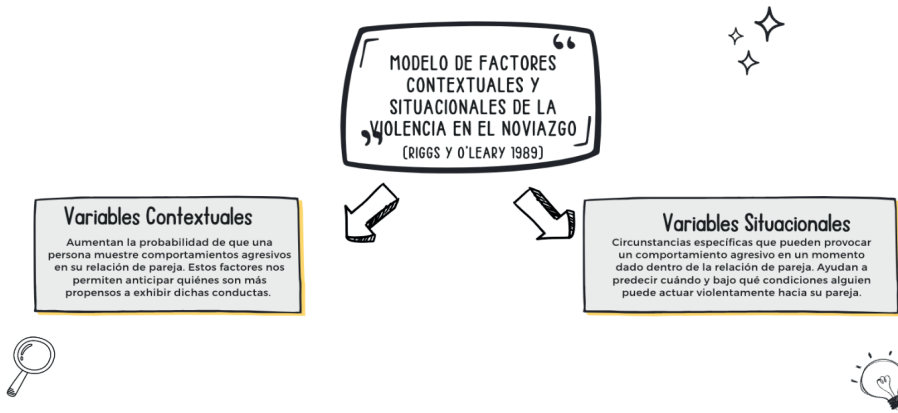 MODELO DE FACTORES
CONTEXTUALES Y
SITUACIONALES DE LA
VIOLENCIA EN EL NOVIAZGO
(RIGGS Y O'LEARY 1989)
Variables Contextuales
Aumentan la probabilidad de que una
persona muestre comportamientos agresivos
en su relación de pareja. Estos factores nos
permiten anticipar quiénes son más
propensos a exhibir dichas conductas.
Variables Situacionales
Circunstancias específicas que pueden provocar
un comportamiento agresivo en un momento
dado dentro de la relación de pareja. Ayudan a
predecir cuándo y bajo qué condiciones alguien
puede actuar violentamente hacia su pareja.